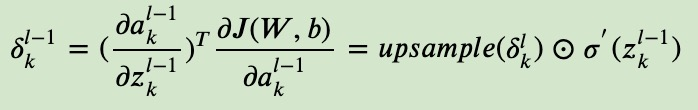 δ_k^{l-1} = (∂a_k^{l-1}/∂z_k^{l-1})^T ∂J(W, b)/∂a_k^{l-1} = upsample(δ_k^l) ⊙ σ′(z_k^{l-1})